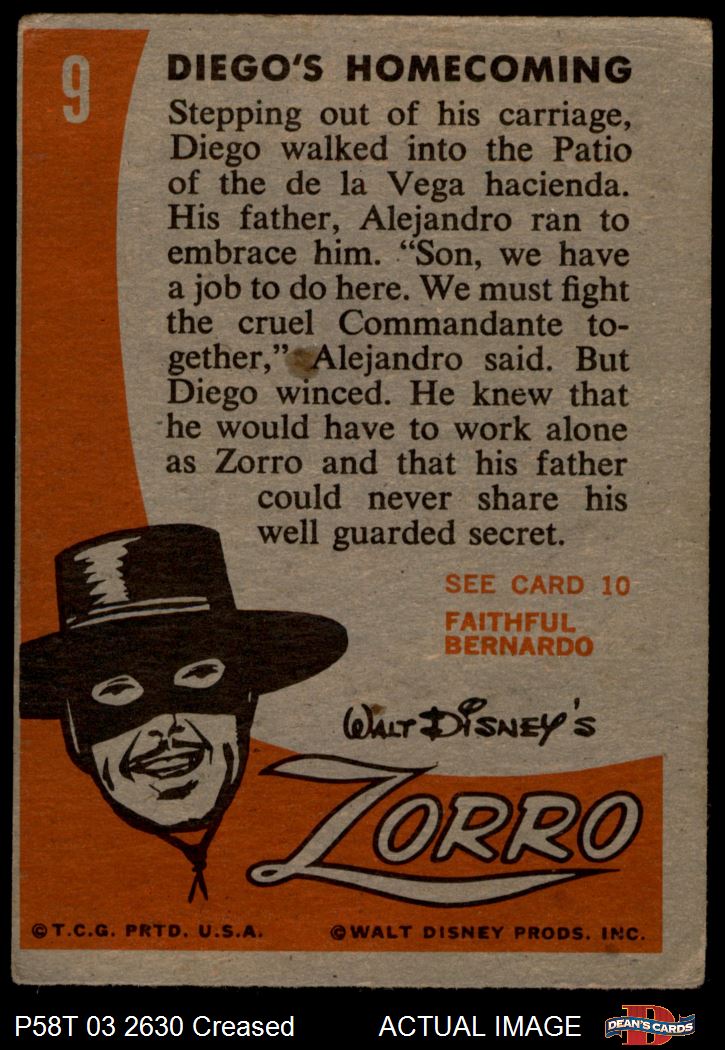 9
DIEGO'S HOMECOMING
Stepping out of his carriage,
Diego walked into the Patio
of the de la Vega hacienda.
His father, Alejandro ran to
embrace him. “Son, we have
a job to do here. We must fight
the cruel Commandante to-
gether,” Alejandro said. But
Diego winced. He knew that
he would have to work alone
as Zorro and that his father
could never share his
well guarded secret.
SEE CARD 10
FAITHFUL
BERNARDO
WALT DISNEY'S
ZORRO
©T.C.G. PRTD. U.S.A. ©WALT DISNEY PRODS. INC.
P58T 03 2630 Creased ACTUAL IMAGE
D
DEAN'S CARDS